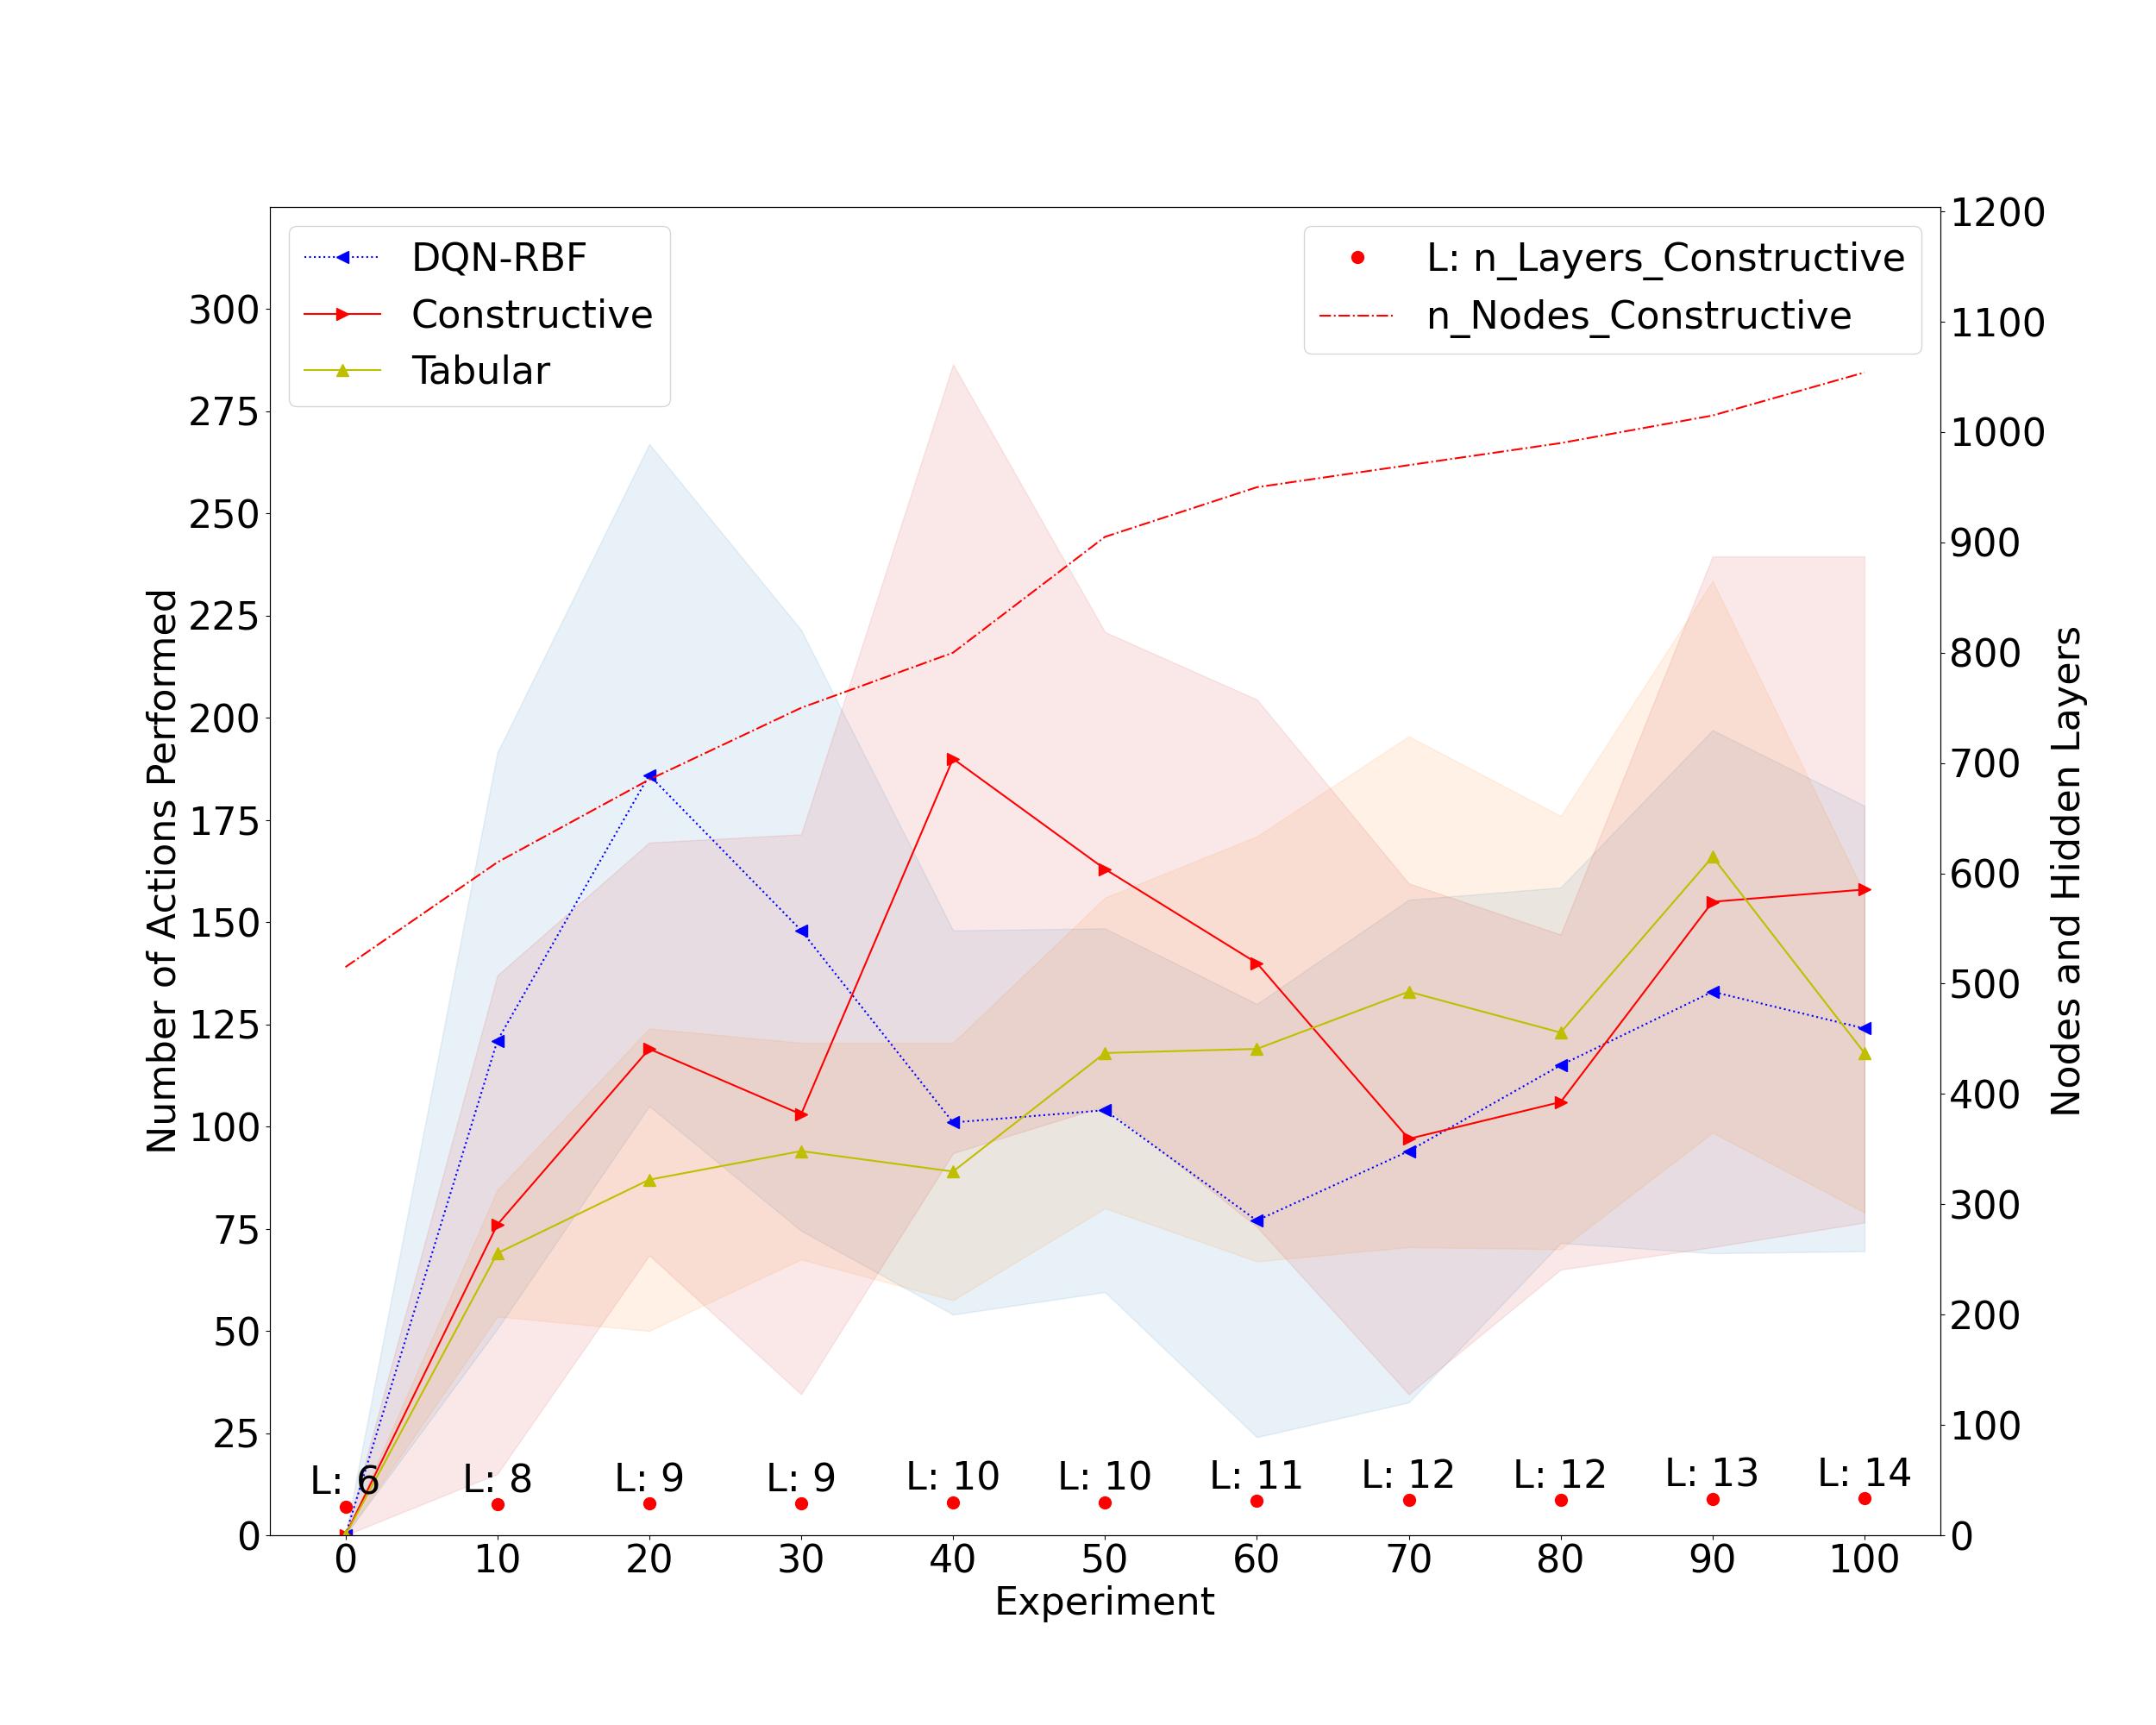 DQN-RBF
Constructive
Tabular
L: n_Layers_Constructive
n_Nodes_Constructive
Number of Actions Performed
300
275
250
225
200
175
150
125
100
75
50
25
0
1200
1100
1000
900
800
700
600
500
400
300
200
100
0
Nodes and Hidden Layers
L: 6 L: 8 L: 9 L: 9 L: 10 L: 10 L: 11 L: 12 L: 12 L: 13 L: 14
0 10 20 30 40 50 60 70 80 90 100
Experiment